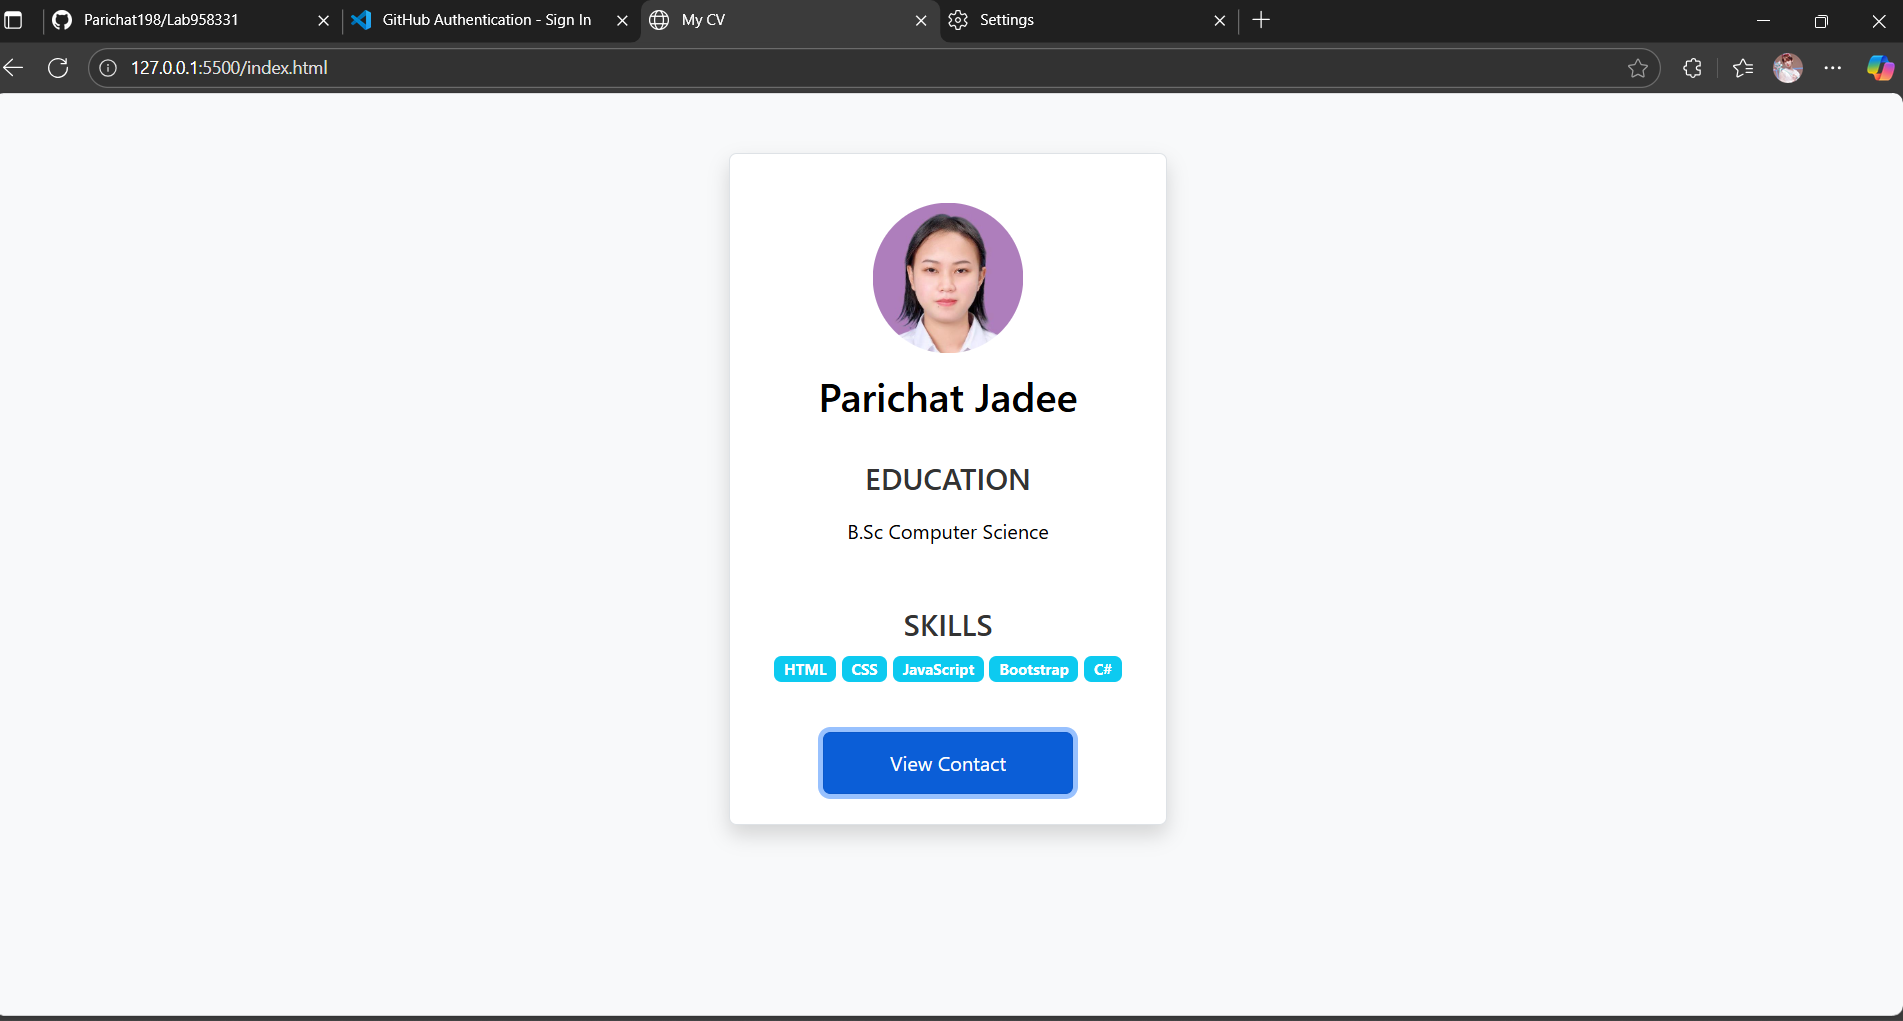 Parichat198/Lab958331
GitHub Authentication - Sign In
My CV
Settings
127.0.0.1:5500/index.html
Parichat Jadee
EDUCATION
B.Sc Computer Science
SKILLS
HTML CSS JavaScript Bootstrap C#
View Contact